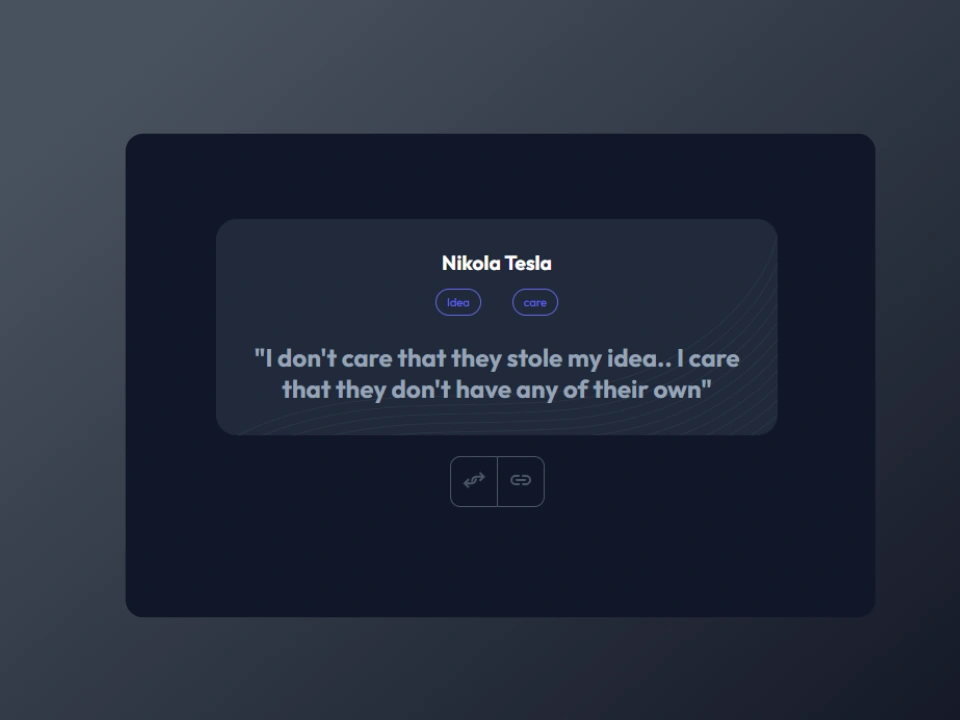 Nikola Tesla
Idea care
"I don't care that they stole my idea.. I care
that they don't have any of their own"